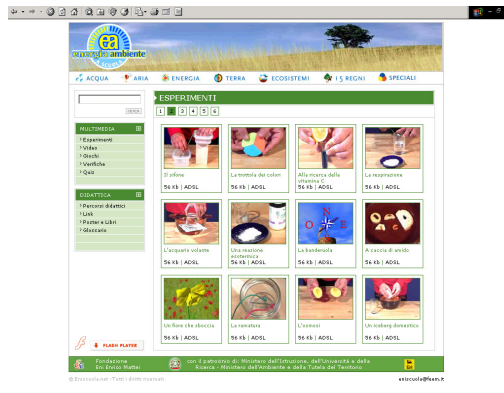 energia ambiente
ACQUA ARIA ENERGIA TERRA ECOSISTEMI I 5 REGNI SPECIALI
ESPERIMENTI
1 2 3 4 5 6
MULTIMEDIA
Esperimenti
Video
Giochi
Verifiche
Quiz
DIDATTICA
Percorsi didattici
Link
Poster e Libri
Glossario
FLASH PLAYER
Il sifone
56 Kb | ADSL
La trottola dei colori
56 Kb | ADSL
Alla ricerca della
vitamina C
56 Kb | ADSL
La respirazione
56 Kb | ADSL
L'acquario volante
56 Kb | ADSL
Una reazione
esotermica
56 Kb | ADSL
N
O E
La banderuola
56 Kb | ADSL
A caccia di amido
56 Kb | ADSL
Un fiore che sboccia
56 Kb | ADSL
La ramatura
56 Kb | ADSL
L'osmosi
56 Kb | ADSL
Un iceberg domestico
56 Kb | ADSL
Fondazione
Eni Enrico Mattei
con il patrocinio di: Ministero dell'Istruzione, dell'Università e della
Ricerca - Ministero dell'Ambiente e della Tutela del Territorio
Eni
© Eniscuola.net - Tutti i diritti riservati
eniscuola@feem.it